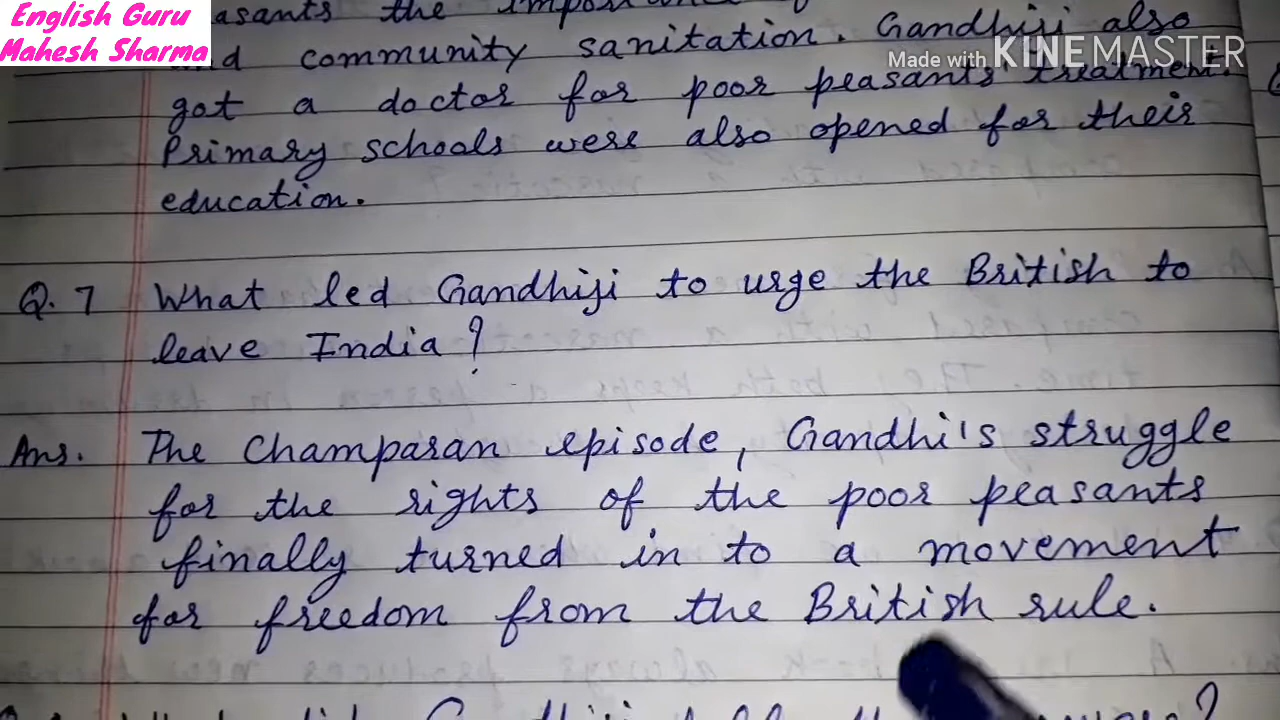 English Guru
Mahesh Sharma
Made with KINEMASTER
asants the
community sanitation. Gandhiji also
got a doctor for poor peasants' treatment.
Primary schools were also opened for their
education.
Q.7 What led Gandhiji to urge the British to
leave India?
Ans. The Champaran episode, Gandhi's struggle
for the rights of the poor peasants
finally turned in to a movement
for freedom from the British rule.